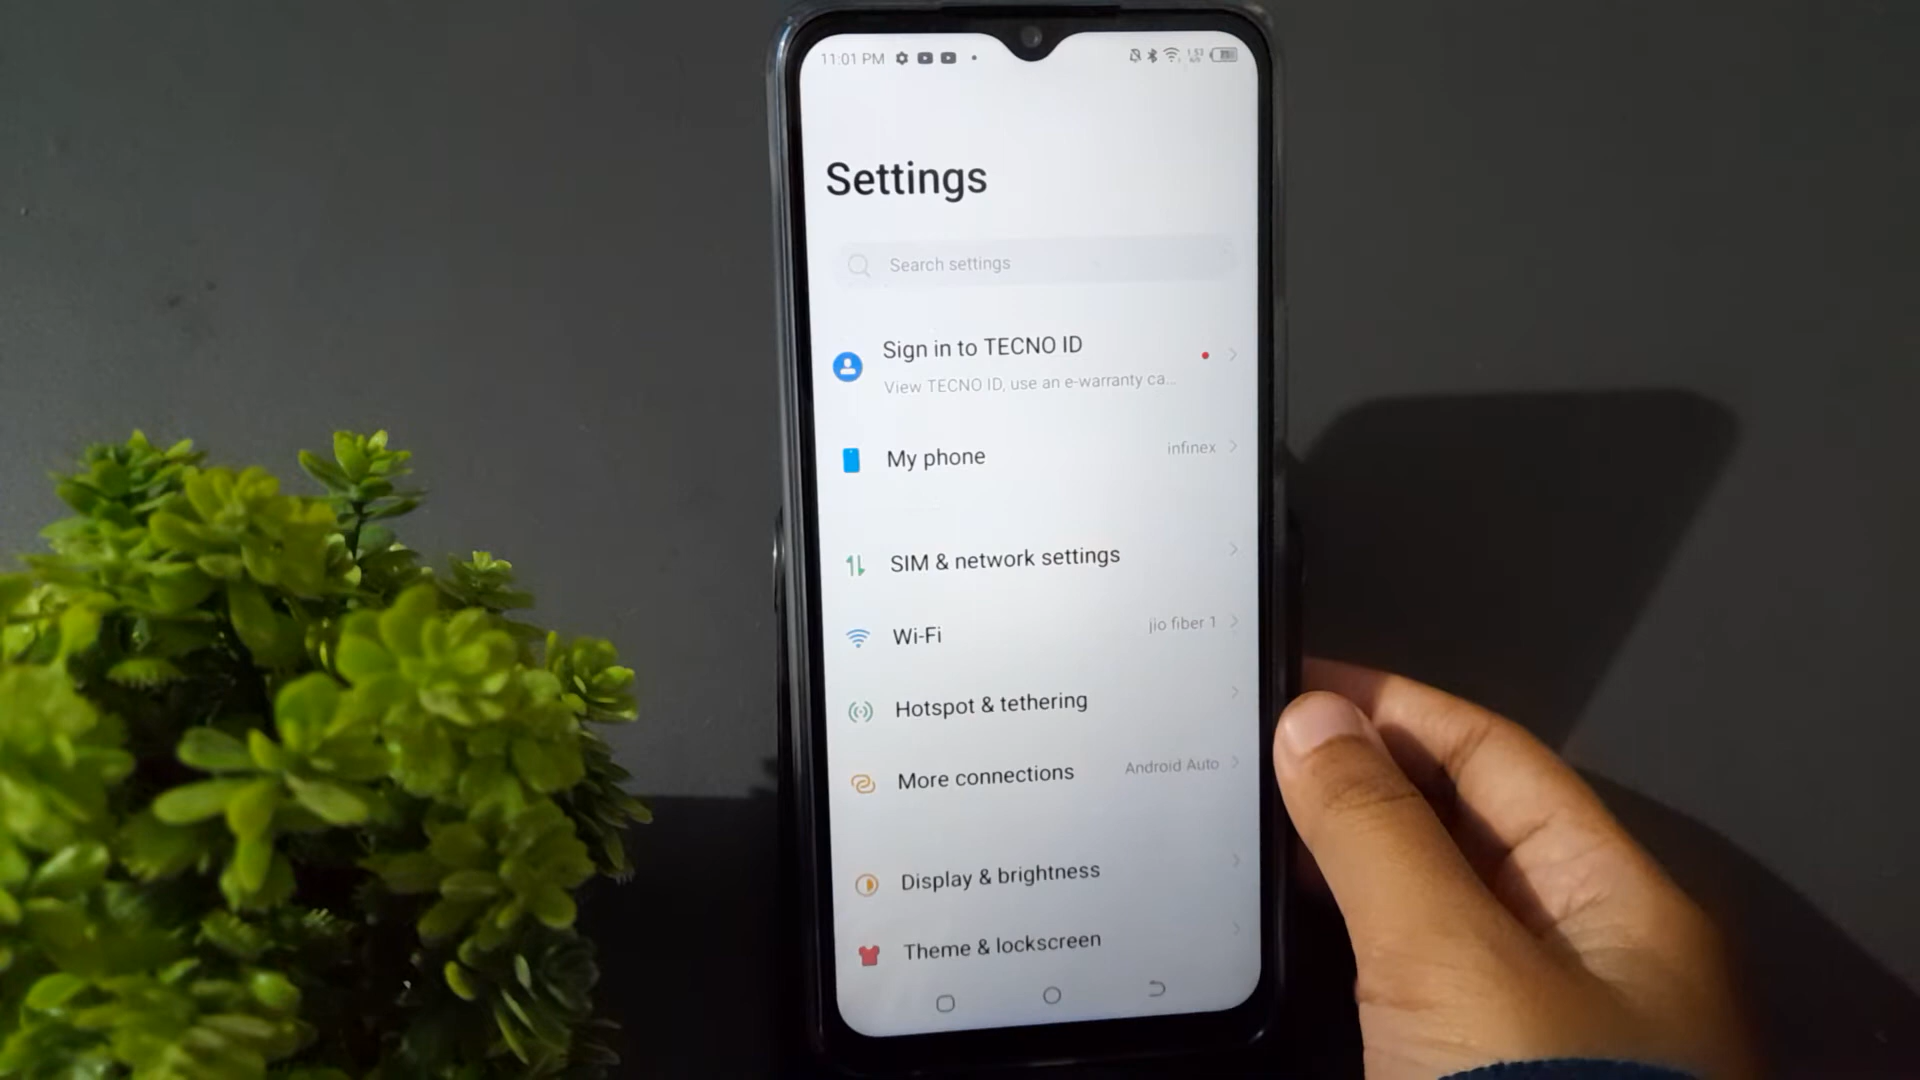 11:01 PM
Settings
Search settings
Sign in to TECNO ID
View TECNO ID, use an e-warranty ca...
My phone
infinex
SIM & network settings
Wi-Fi
jio fiber 1
Hotspot & tethering
More connections
Android Auto
Display & brightness
Theme & lockscreen